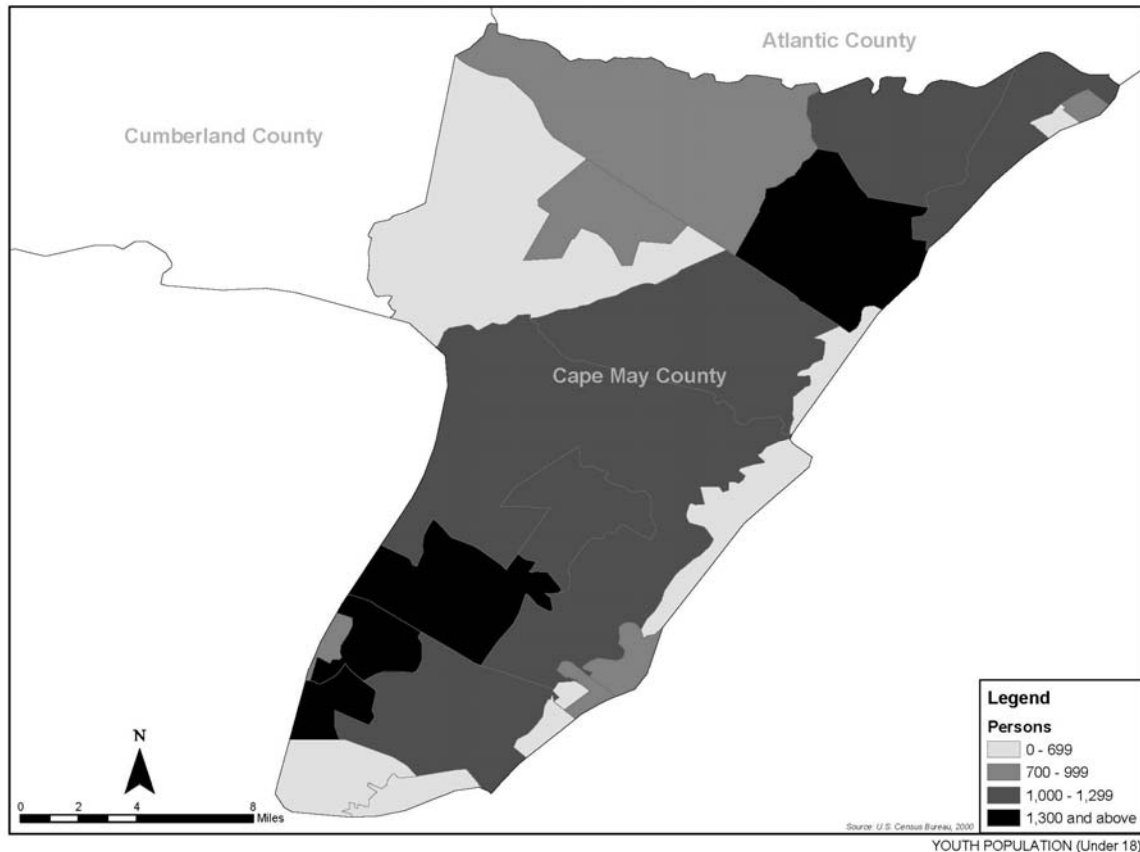 Atlantic County
Cumberland County
Cape May County
N
0 2 4 8
Miles
Legend
Persons
0 - 699
700 - 999
1,000 - 1,299
1,300 and above
Source: U.S. Census Bureau, 2000
YOUTH POPULATION (Under 18)